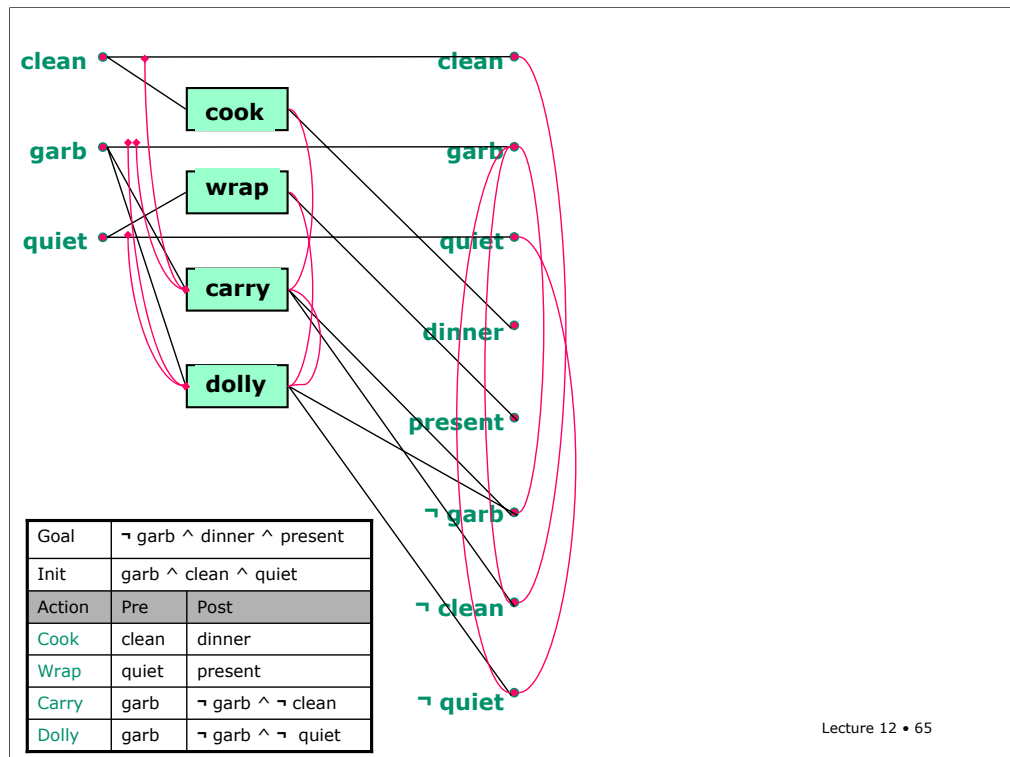 clean
clean
cook
garb
garb
wrap
quiet
quiet
carry
dinner
dolly
present
¬ garb
¬ clean
¬ quiet
Goal ¬ garb ^ dinner ^ present
Init garb ^ clean ^ quiet
Action Pre Post
Cook clean dinner
Wrap quiet present
Carry garb ¬ garb ^ ¬ clean
Dolly garb ¬ garb ^ ¬ quiet
Lecture 12 • 65